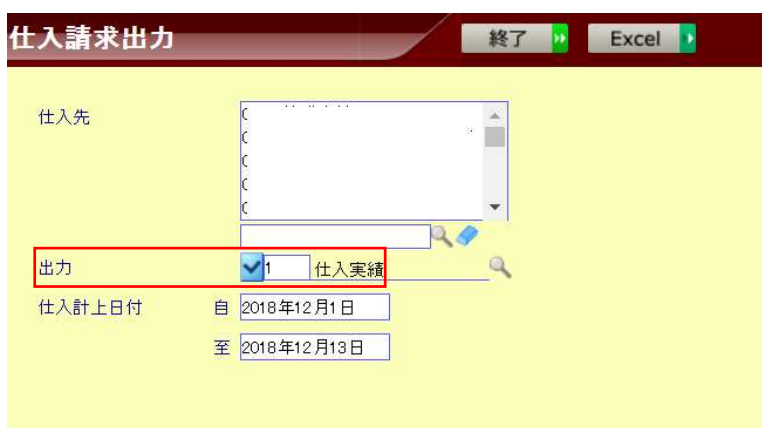 仕入請求出力
終了
Excel
仕入先
出力 1 仕入実績
仕入計上日付 自 2018年12月1日
至 2018年12月13日